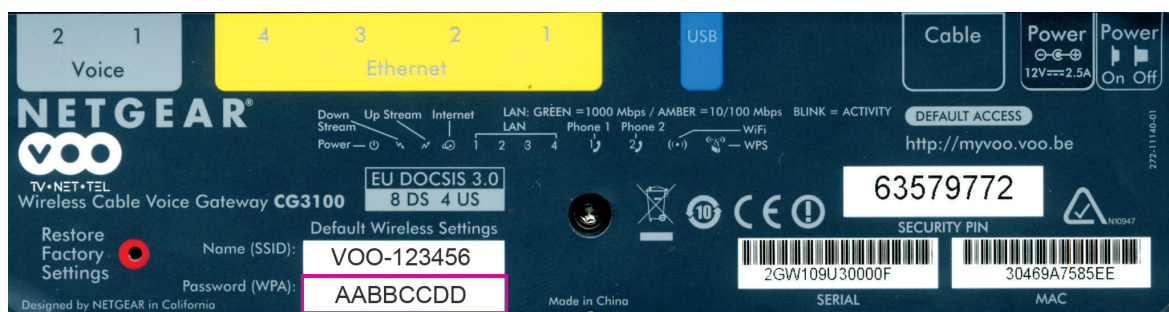 2 1
Voice
4 3 2 1
Ethernet
USB
Cable
Power
12V 2.5A
Power
On Off
NETGEAR®
VOO
TV•NET•TEL
Wireless Cable Voice Gateway CG3100
Down Stream
Up Stream
Internet
LAN: GREEN =1000 Mbps / AMBER =10/100 Mbps BLINK = ACTIVITY
LAN
Phone 1
Phone 2
WiFi
Power
1 2 3 4
1
2
WPS
DEFAULT ACCESS
http://myvoo.voo.be
272-11140-01
EU DOCSIS 3.0
8 DS 4 US
10
CE
63579772
SECURITY PIN
N10947
Restore
Factory
Settings
Default Wireless Settings
Name (SSID):
VOO-123456
Password (WPA):
AABBCCDD
2GW109U30000F
SERIAL
30469A7585EE
MAC
Designed by NETGEAR in California
Made in China